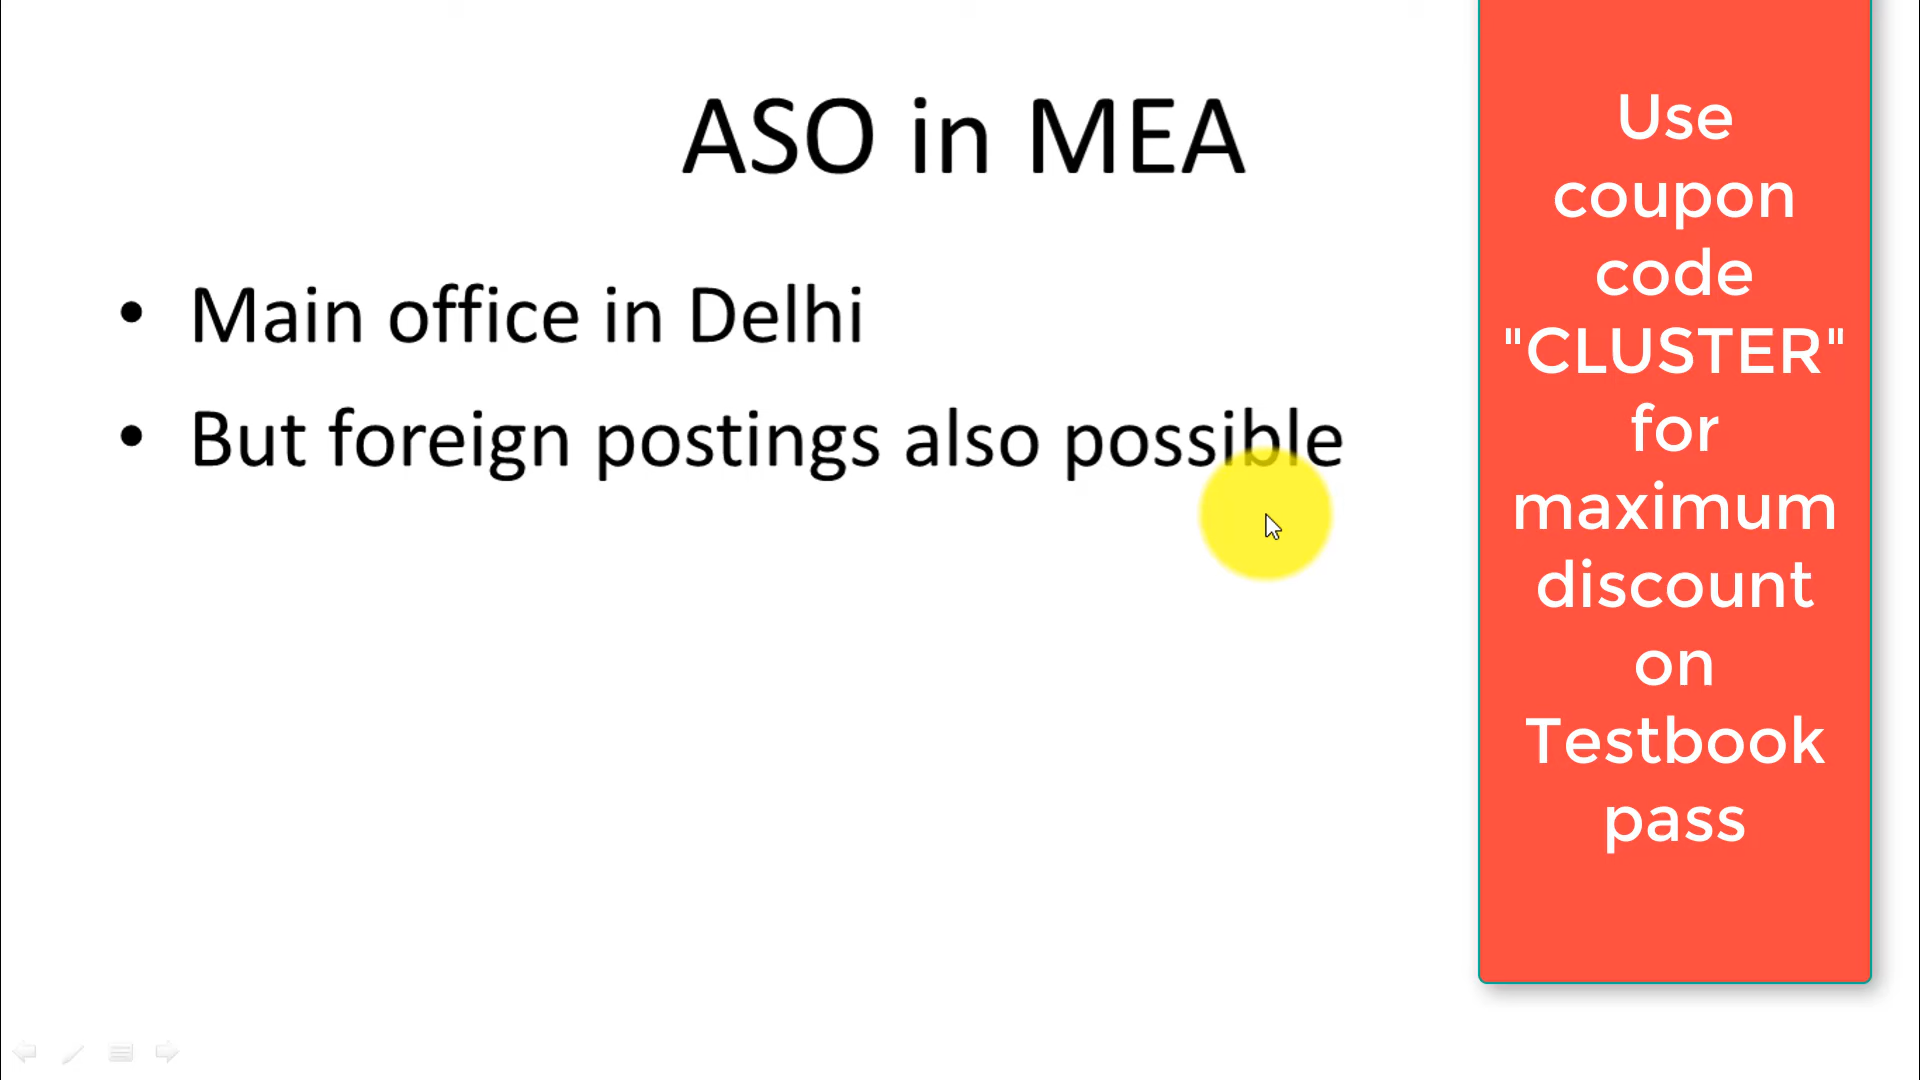 ASO in MEA
• Main office in Delhi
• But foreign postings also possible
Use
coupon
code
"CLUSTER"
for
maximum
discount
on
Testbook
pass